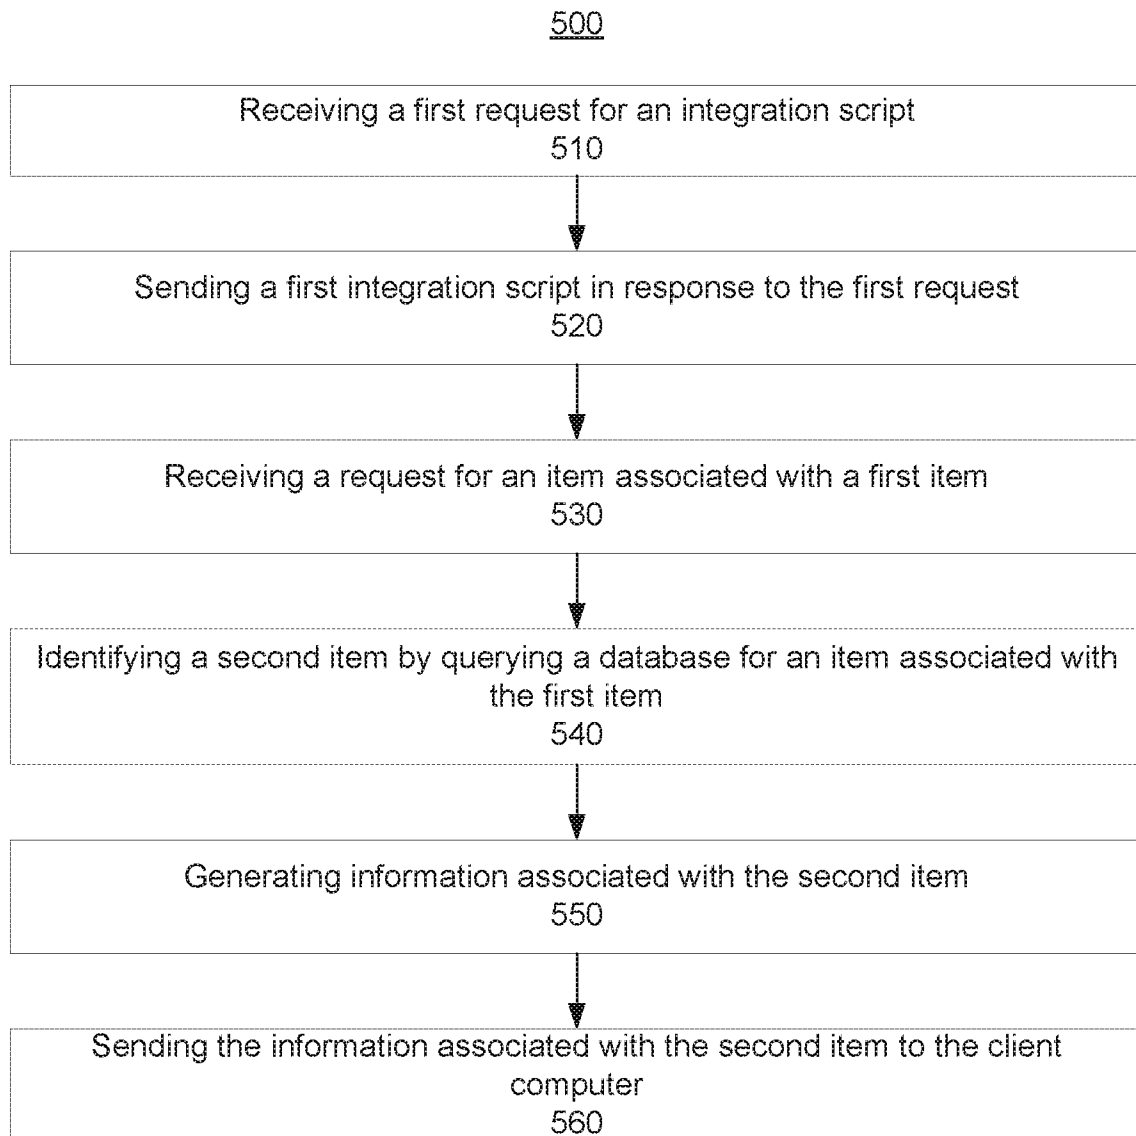 500
Receiving a first request for an integration script
510
Sending a first integration script in response to the first request
520
Receiving a request for an item associated with a first item
530
Identifying a second item by querying a database for an item associated with
the first item
540
Generating information associated with the second item
550
Sending the information associated with the second item to the client
computer
560